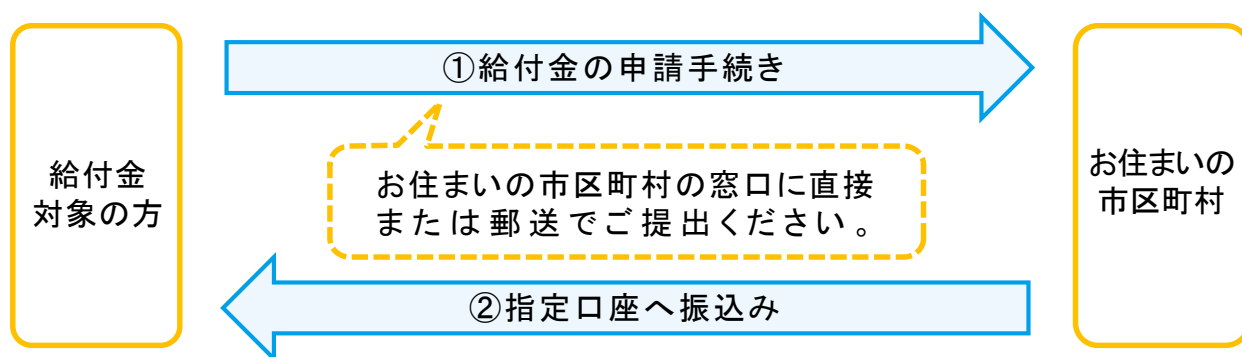 給付金
対象の方
①給付金の申請手続き
お住まいの市区町村の窓口に直接
または郵送でご提出ください。
②指定口座へ振込み
お住まいの
市区町村